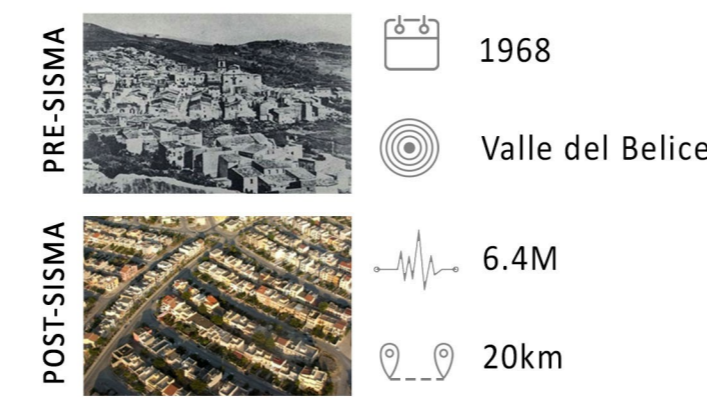 PRE-SISMA
1968
Valle del Belice
POST-SISMA
6.4M
20km